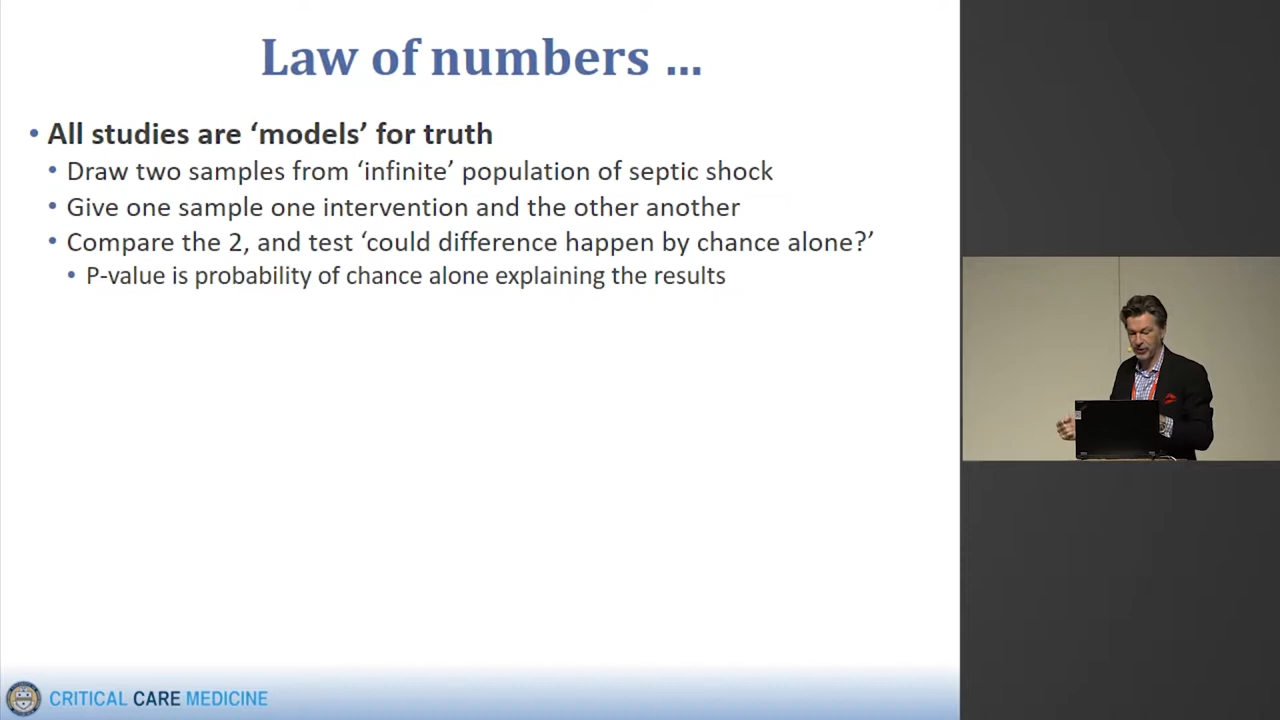 Law of numbers ...
• All studies are ‘models’ for truth
• Draw two samples from ‘infinite’ population of septic shock
• Give one sample one intervention and the other another
• Compare the 2, and test ‘could difference happen by chance alone?’
• P-value is probability of chance alone explaining the results
CRITICAL CARE MEDICINE